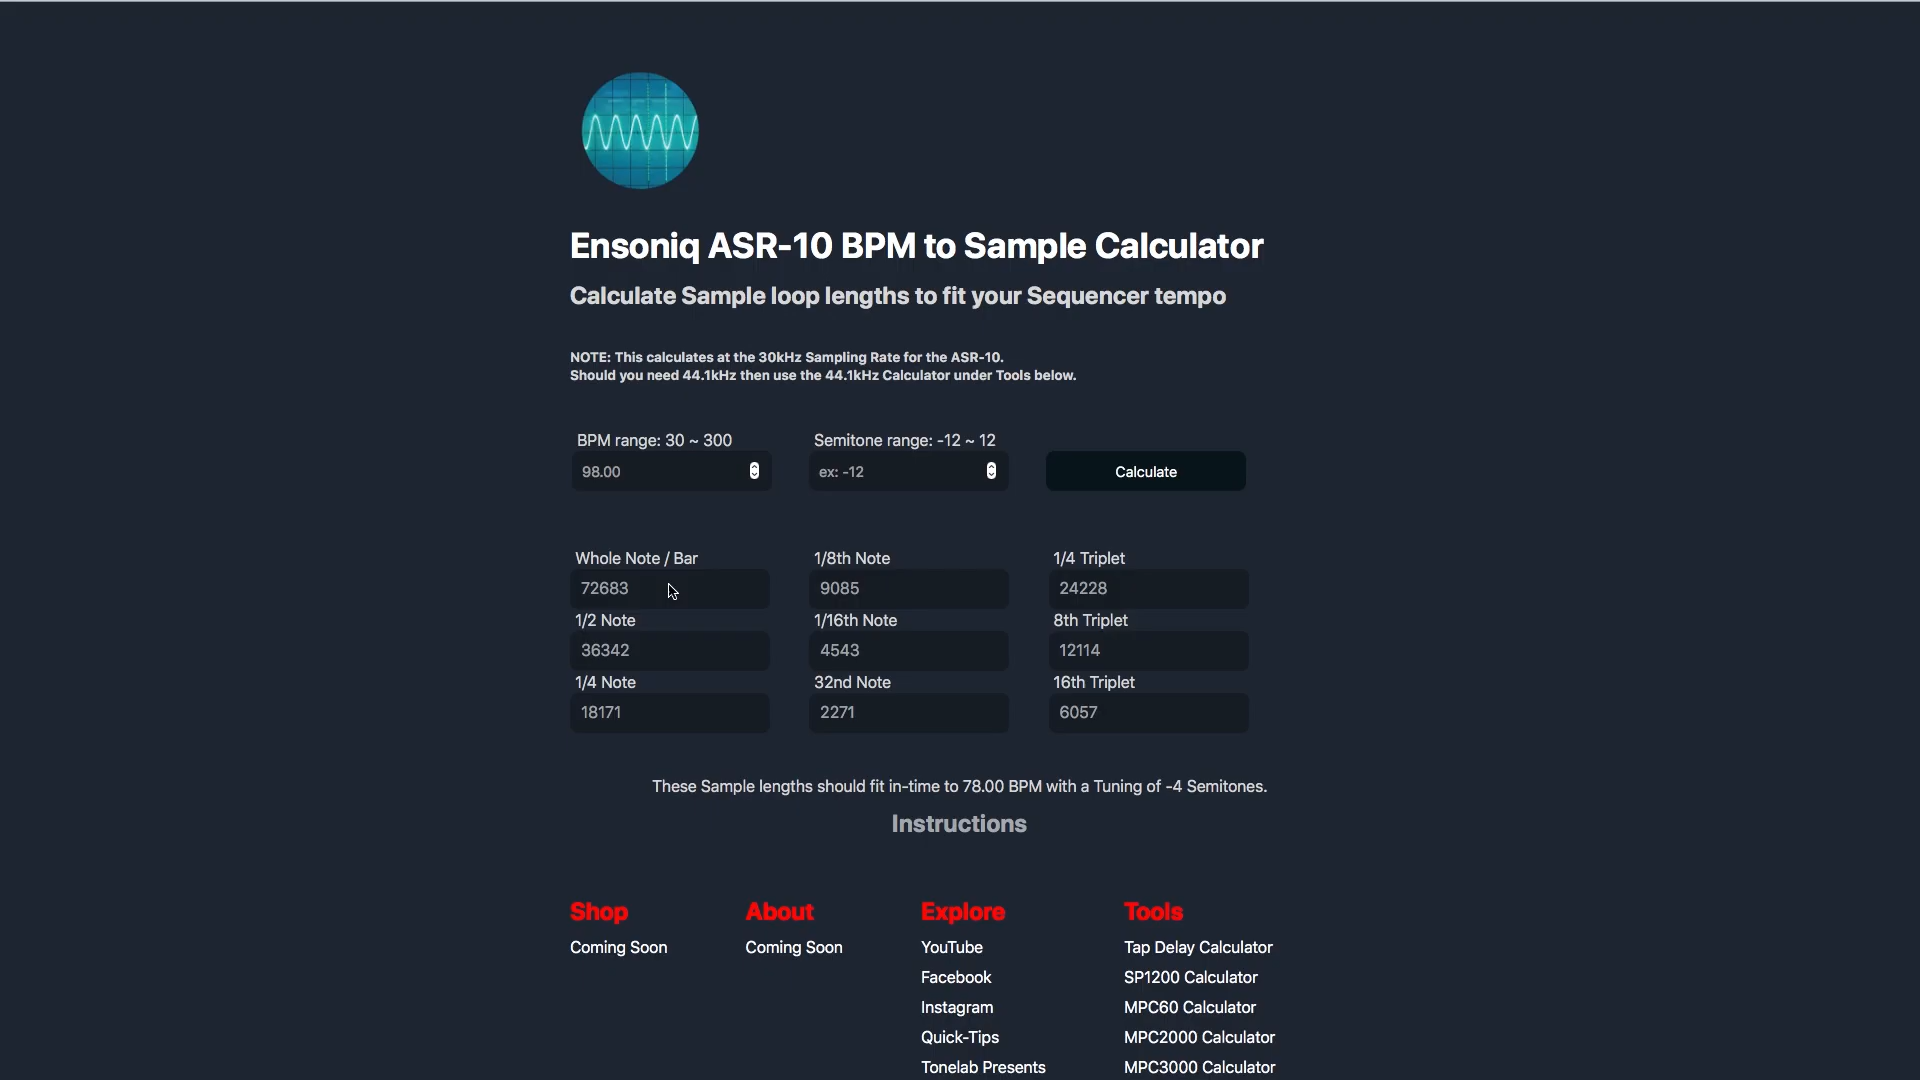 Ensoniq ASR-10 BPM to Sample Calculator
Calculate Sample loop lengths to fit your Sequencer tempo
NOTE: This calculates at the 30kHz Sampling Rate for the ASR-10.
Should you need 44.1kHz then use the 44.1kHz Calculator under Tools below.
BPM range: 30 ~ 300
Semitone range: -12 ~ 12
98.00
ex: -12
Calculate
Whole Note / Bar
1/8th Note
1/4 Triplet
72683
9085
24228
1/2 Note
1/16th Note
8th Triplet
36342
4543
12114
1/4 Note
32nd Note
16th Triplet
18171
2271
6057
These Sample lengths should fit in-time to 78.00 BPM with a Tuning of -4 Semitones.
Instructions
Shop
About
Explore
Tools
Coming Soon
Coming Soon
YouTube
Tap Delay Calculator
Facebook
SP1200 Calculator
Instagram
MPC60 Calculator
Quick-Tips
MPC2000 Calculator
Tonelab Presents
MPC3000 Calculator